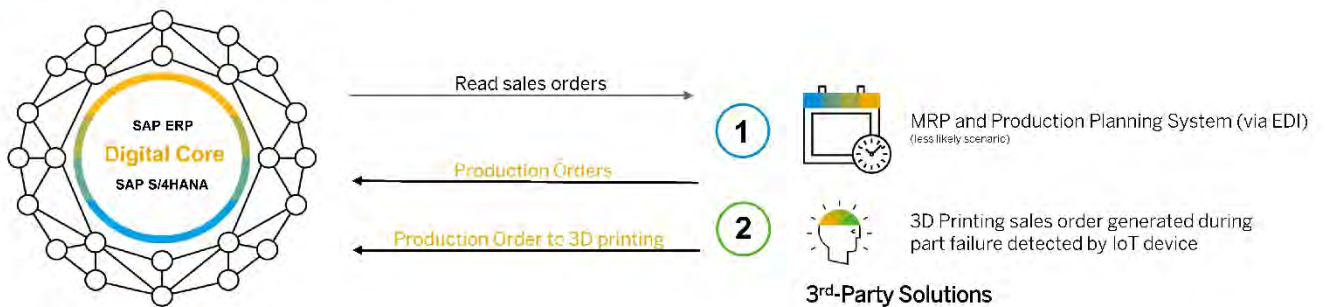 SAP ERP
Digital Core
SAP S/4HANA
Read sales orders
Production Orders
Production Order to 3D printing
1
MRP and Production Planning System (via EDI)
(less likely scenario)
2
3D Printing sales order generated during
part failure detected by IoT device
3rd-Party Solutions